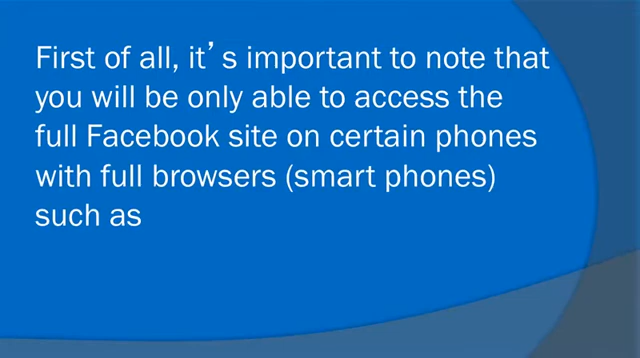 First of all, it’s important to note that
you will be only able to access the
full Facebook site on certain phones
with full browsers (smart phones)
such as